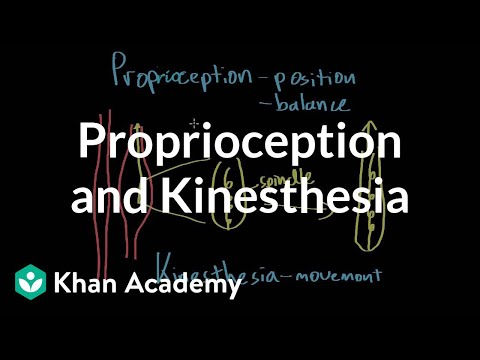 Proprioception - position
- balance
Proprioception
and Kinesthesia
spindle
Kinesthesia - movement
Khan Academy